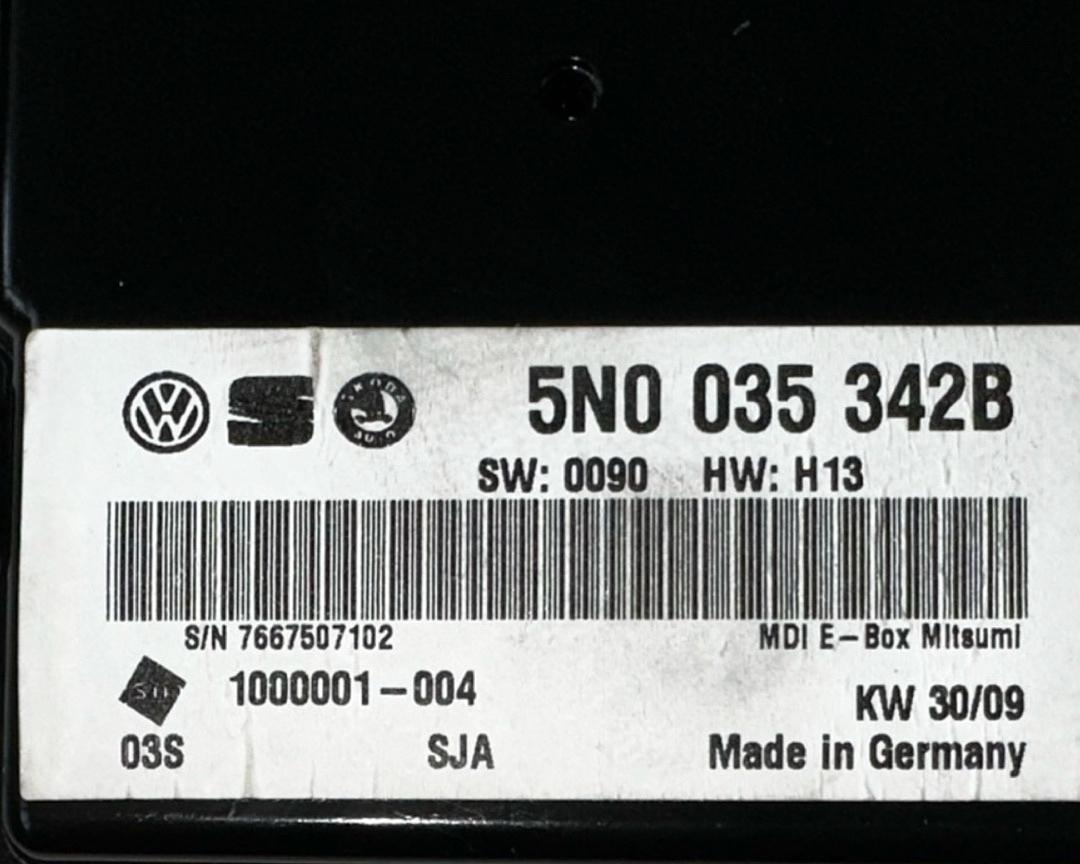 5N0 035 342B
SW: 0090 HW: H13
S/N 7667507102
MDI E-Box Mitsumi
1000001-004
KW 30/09
03S SJA Made in Germany